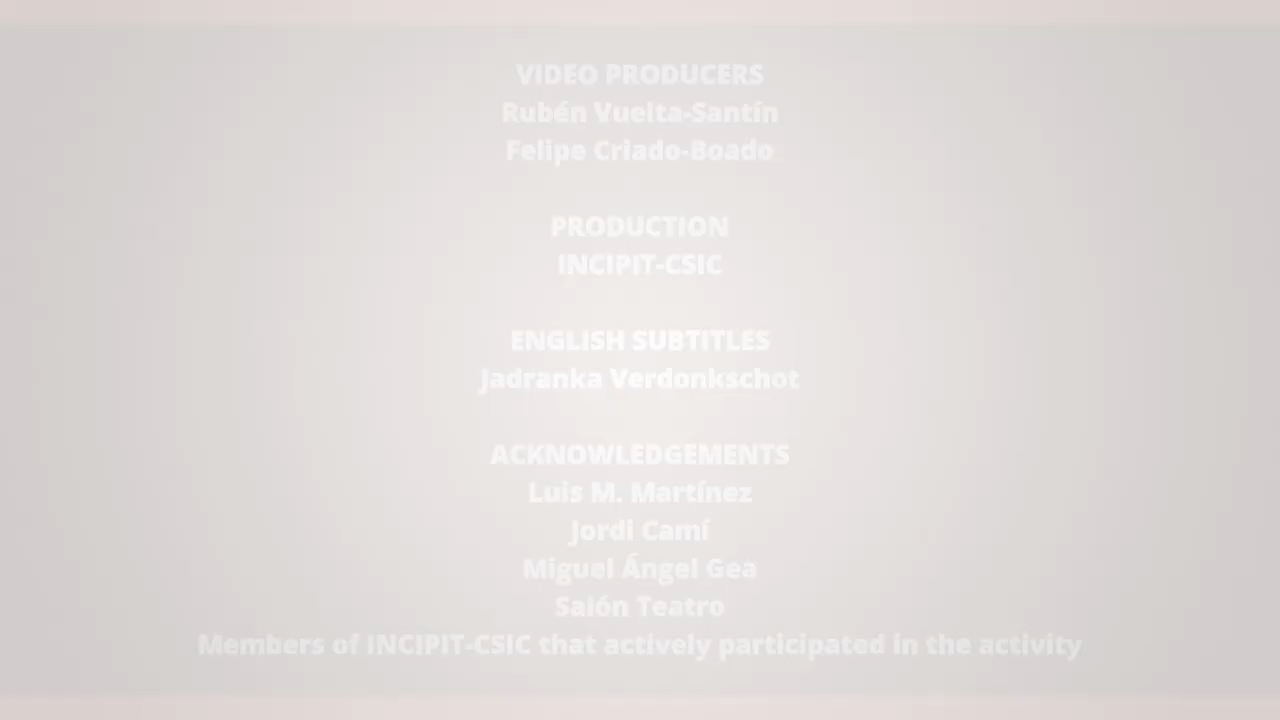 VIDEO PRODUCERS
Rubén Vuelta-Santín
Felipe Criado-Boado
PRODUCTION
INCIPIT-CSIC
ENGLISH SUBTITLES
Jadranka Verdonkschot
ACKNOWLEDGEMENTS
Luis M. Martínez
Jordi Camí
Miguel Ángel Gea
Salón Teatro
Members of INCIPIT-CSIC that actively participated in the activity